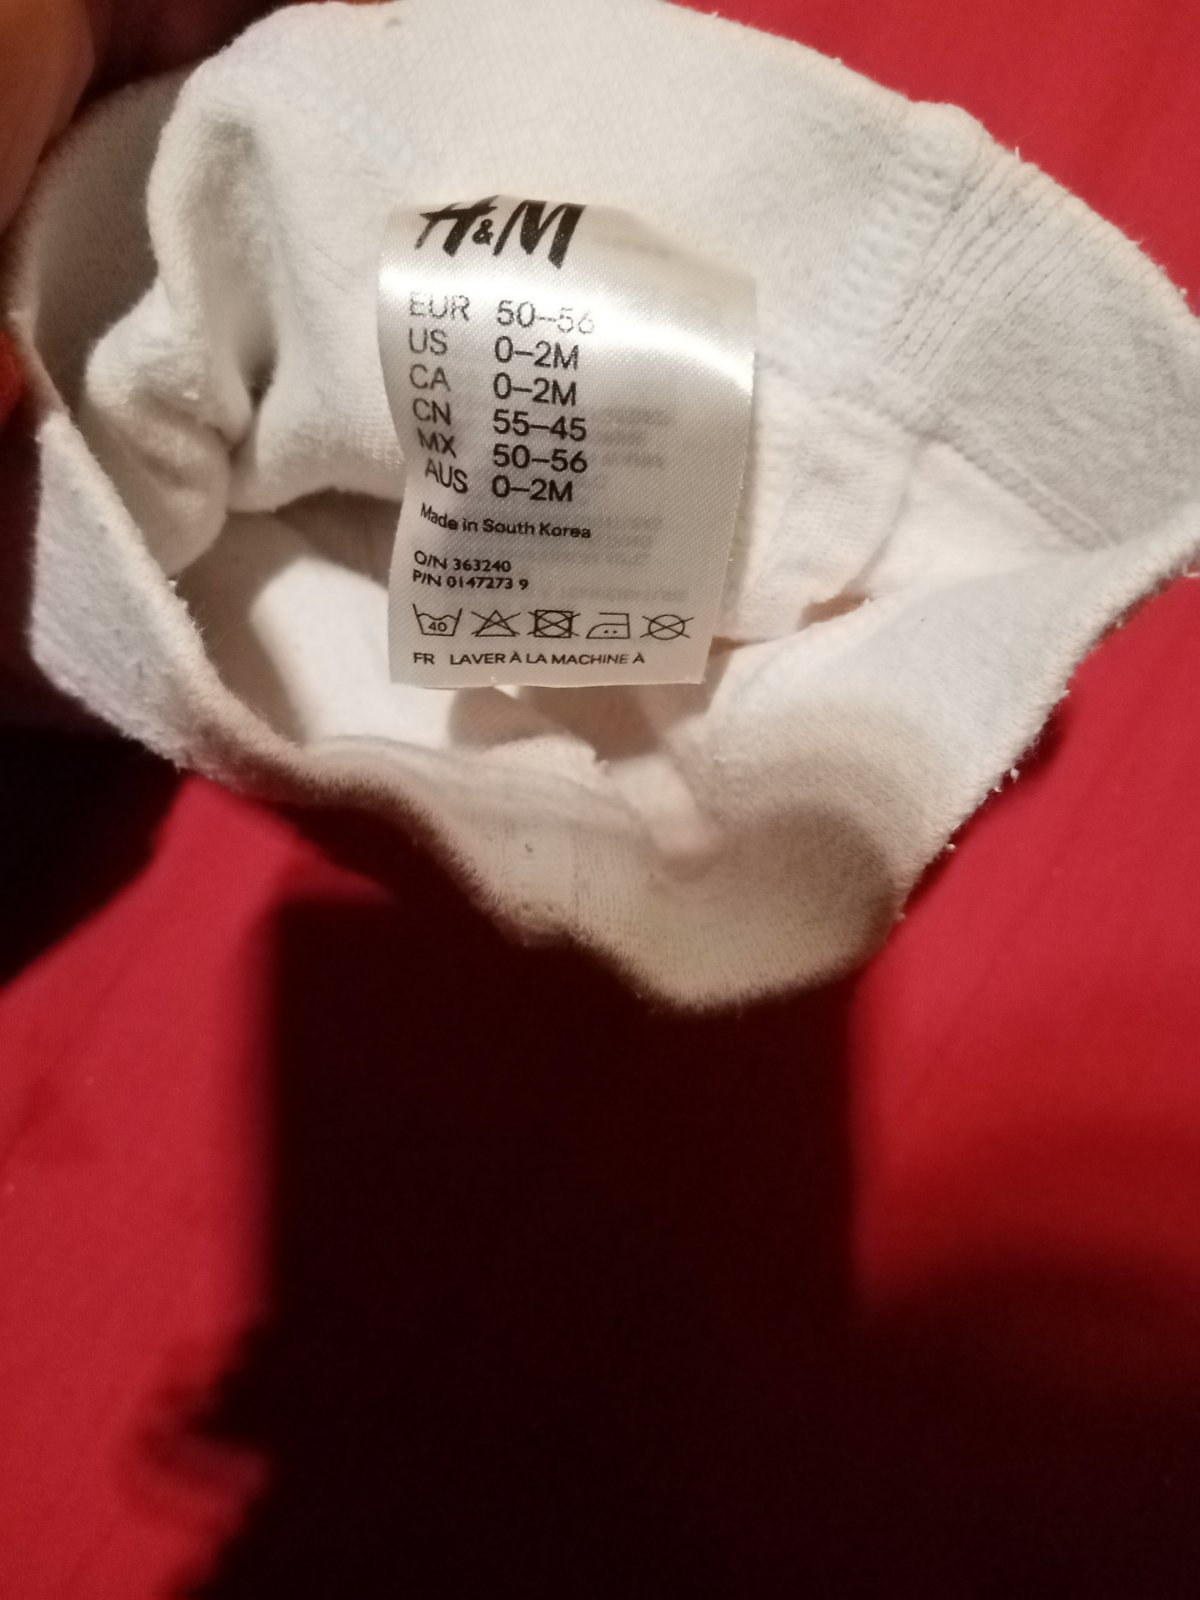 H&M
EUR 50–56
US 0–2M
CA 0–2M
CN 55–45
MX 50–56
AUS 0–2M
Made in South Korea
O/N 363240
P/N 0147273 9
40
FR LAVER À LA MACHINE À